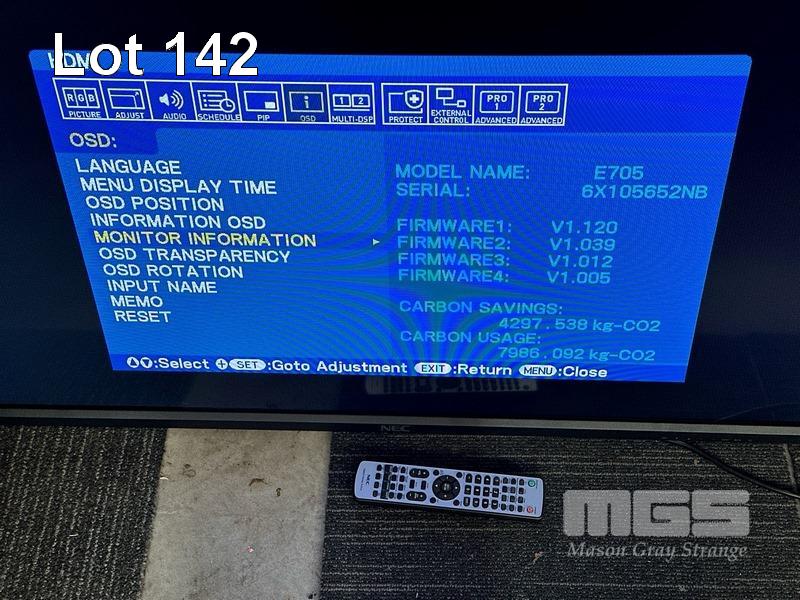 Lot 142
HDMI
RGB
PICTURE
ADJUST
AUDIO
SCHEDULE
PIP
OSD
1 2
MULTI-DSP
PROTECT
EXTERNAL
CONTROL
PRO
1
ADVANCED
PRO
2
ADVANCED
OSD:
LANGUAGE
MENU DISPLAY TIME
OSD POSITION
INFORMATION OSD
MONITOR INFORMATION
OSD TRANSPARENCY
OSD ROTATION
INPUT NAME
MEMO
RESET
MODEL NAME: E705
SERIAL: 6X105652NB
FIRMWARE1: V1.120
FIRMWARE2: V1.039
FIRMWARE3: V1.012
FIRMWARE4: V1.005
CARBON SAVINGS:
4297.538 kg-CO2
CARBON USAGE:
7986.092 kg-CO2
:Select + SET :Goto Adjustment EXIT :Return MENU :Close
NEC
NEC
MGS
Mason Gray Strange